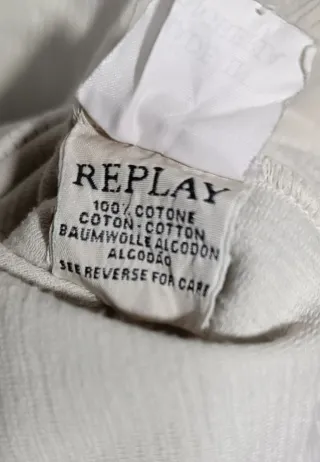 REPLAY
100% COTONE
COTON - COTTON
BAUMWOLLE ALGODON
ALGODÃO
SEE REVERSE FOR CARE